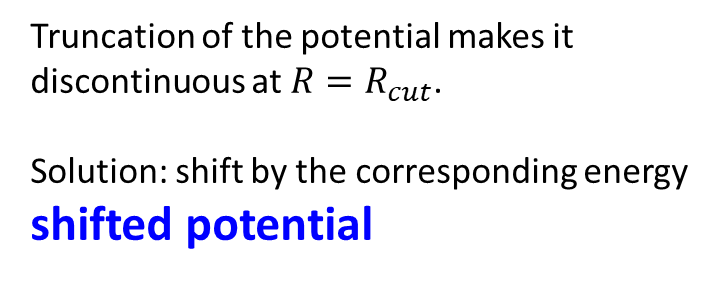 Truncation of the potential makes it
discontinuous at R = R_cut.
Solution: shift by the corresponding energy
shifted potential